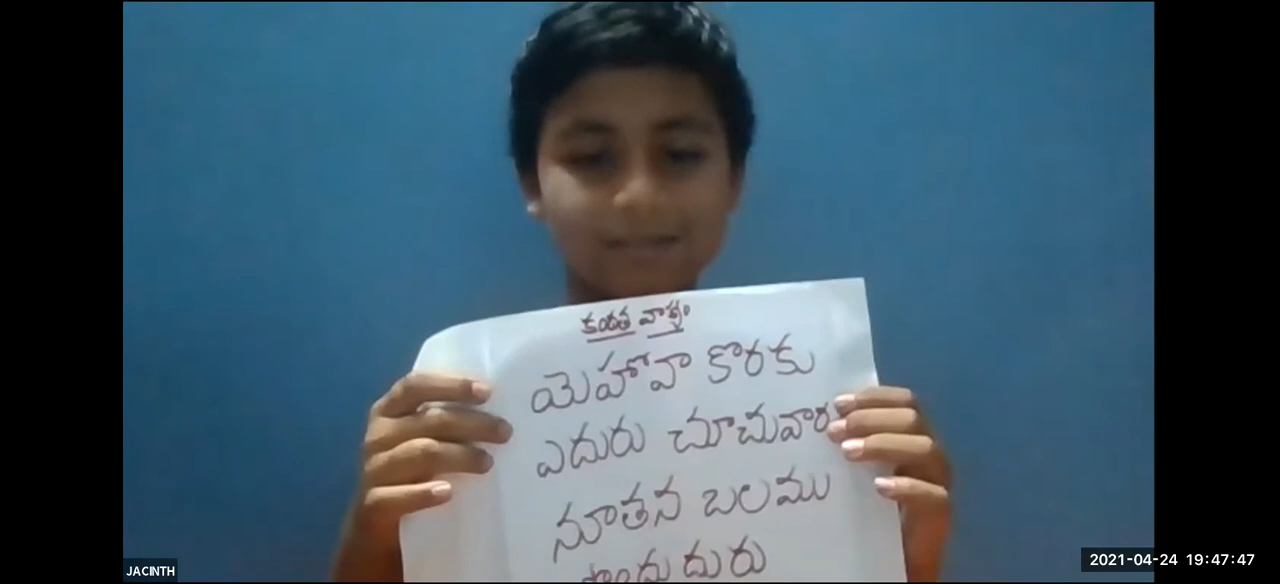 కంఠత వాక్యం
యెహోవా కొరకు
ఎదురు చూచువారు
నూతన బలము
పొందుదురు
JACINTH
2021-04-24 19:47:47